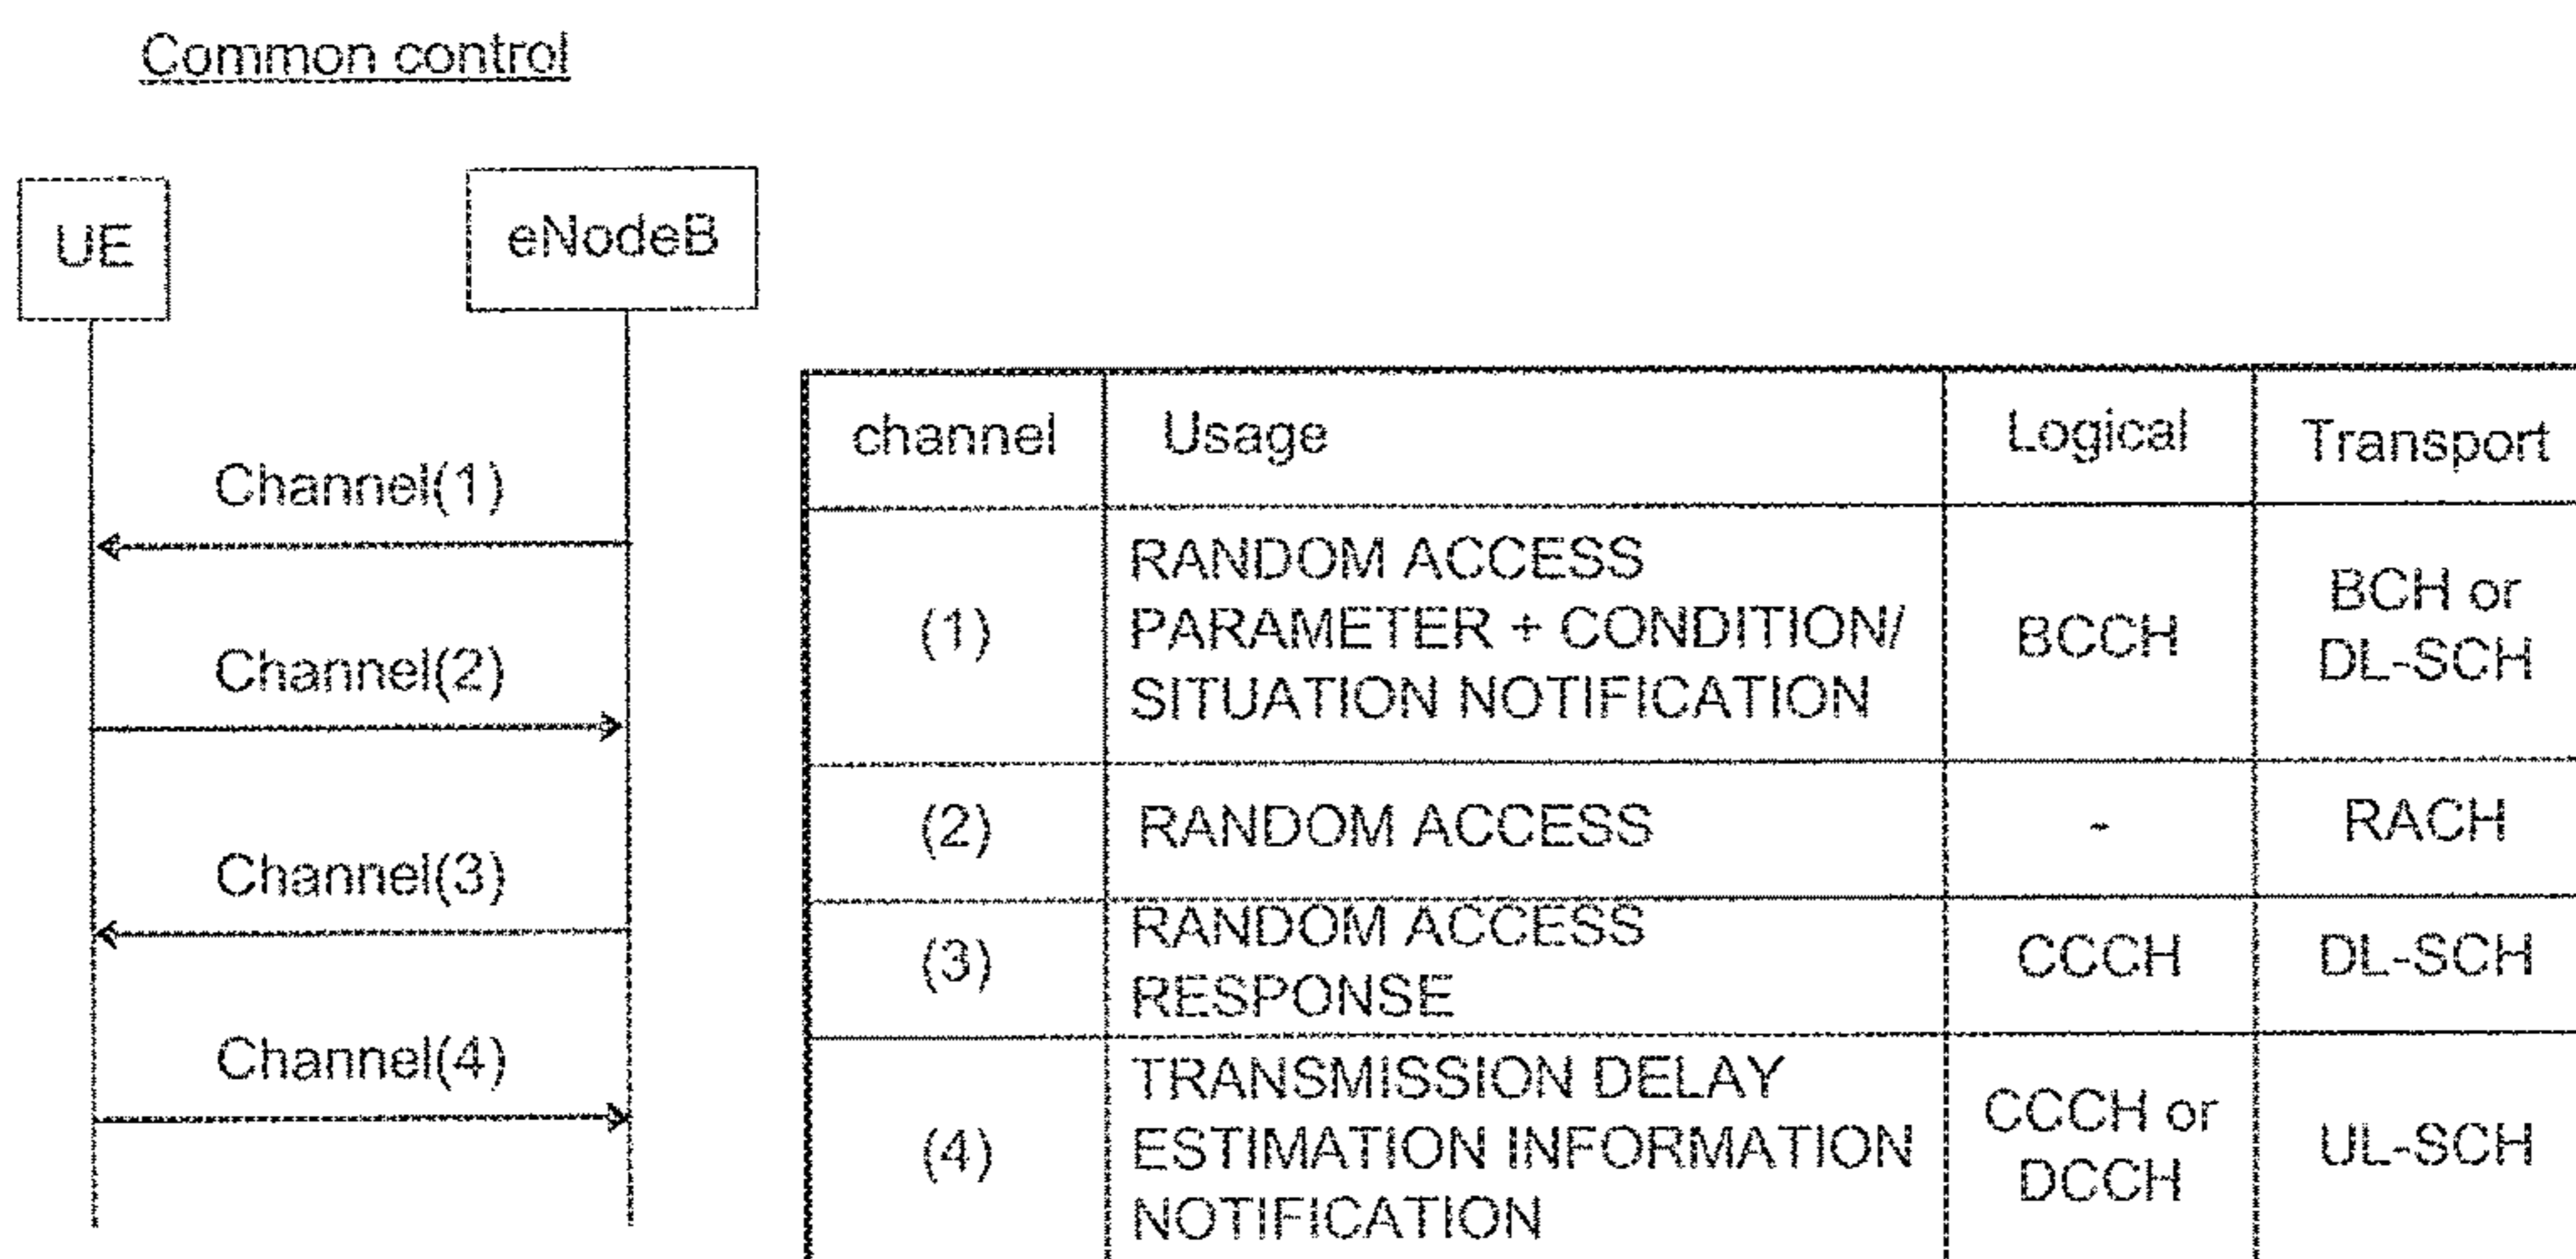 Common control
UE
eNodeB
Channel(1)
Channel(2)
Channel(3)
Channel(4)
channel Usage Logical Transport
(1) RANDOM ACCESS PARAMETER + CONDITION/ SITUATION NOTIFICATION BCCH BCH or DL-SCH
(2) RANDOM ACCESS - RACH
(3) RANDOM ACCESS RESPONSE CCCH DL-SCH
(4) TRANSMISSION DELAY ESTIMATION INFORMATION NOTIFICATION CCCH or DCCH UL-SCH